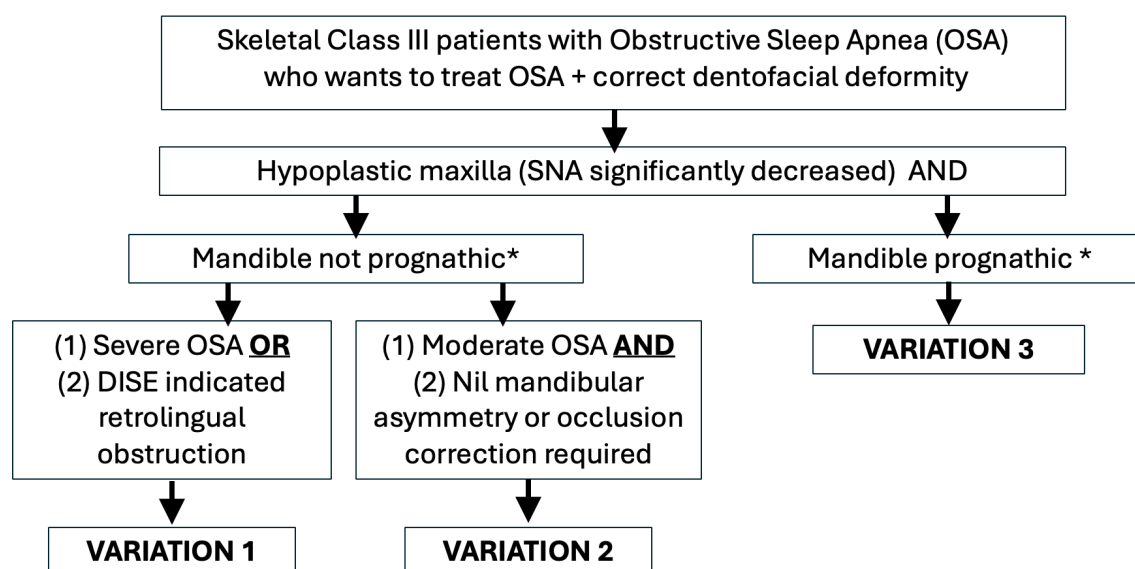 Skeletal Class III patients with Obstructive Sleep Apnea (OSA)
who wants to treat OSA + correct dentofacial deformity
Hypoplastic maxilla (SNA significantly decreased) AND
Mandible not prognathic*
Mandible prognathic *
(1) Severe OSA OR
(2) DISE indicated
retrolingual
obstruction
(1) Moderate OSA AND
(2) Nil mandibular
asymmetry or occlusion
correction required
VARIATION 3
VARIATION 1
VARIATION 2